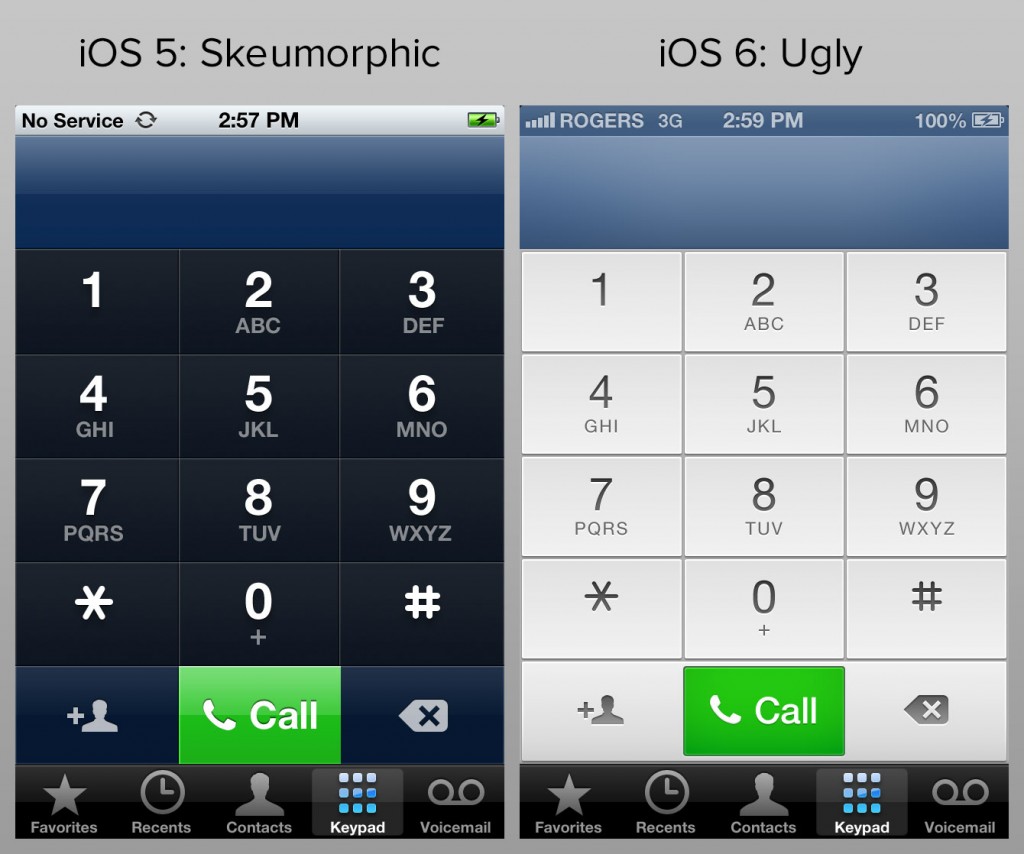 iOS 5: Skeumorphic
No Service 2:57 PM
1 2 3
ABC DEF
4 5 6
GHI JKL MNO
7 8 9
PQRS TUV WXYZ
* 0 #
+
+ Call
Favorites Recents Contacts Keypad Voicemail
iOS 6: Ugly
ROGERS 3G 2:59 PM 100%
1 2 3
ABC DEF
4 5 6
GHI JKL MNO
7 8 9
PQRS TUV WXYZ
* 0 #
+
+ Call
Favorites Recents Contacts Keypad Voicemail